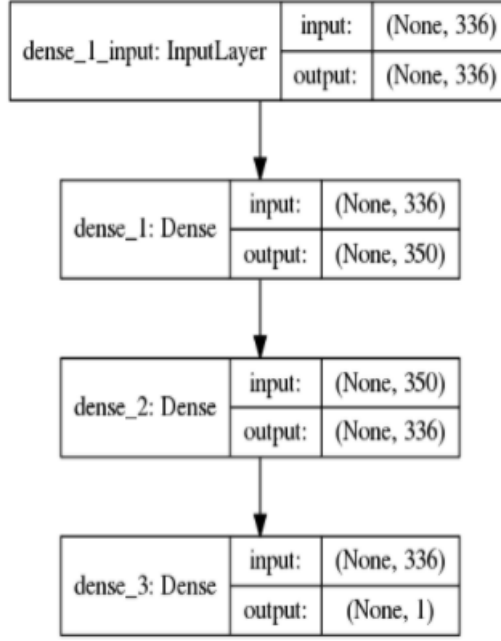 dense_1_input: InputLayer
input: (None, 336)
output: (None, 336)
dense_1: Dense
input: (None, 336)
output: (None, 350)
dense_2: Dense
input: (None, 350)
output: (None, 336)
dense_3: Dense
input: (None, 336)
output: (None, 1)